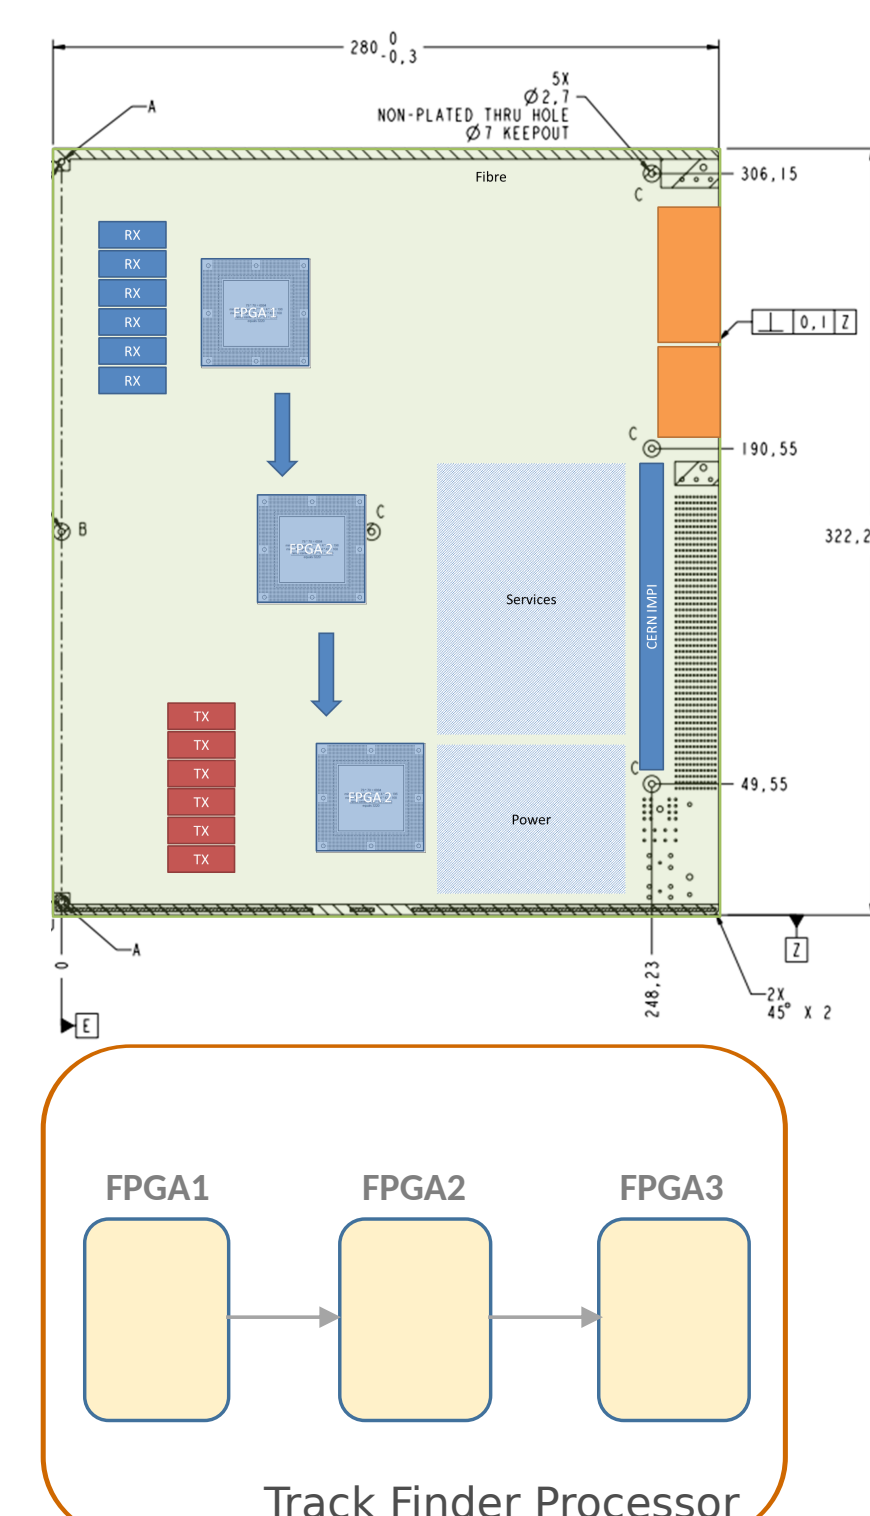 280 0
-0,3
5X
Ø2,7
NON-PLATED THRU HOLE
Ø7 KEEPOUT
A
Fibre
306,15
C
RX
RX
RX
RX
RX
RX
FPGA 1
⊥ 0,1 Z
C
190,55
B
C
FPGA 2
322,2
Services
CERN IMPI
TX
TX
TX
TX
TX
TX
FPGA 2
C
49,55
Power
A
Z
0
248,23
2X
45° X 2
E
FPGA1 FPGA2 FPGA3
Track Finder Processor